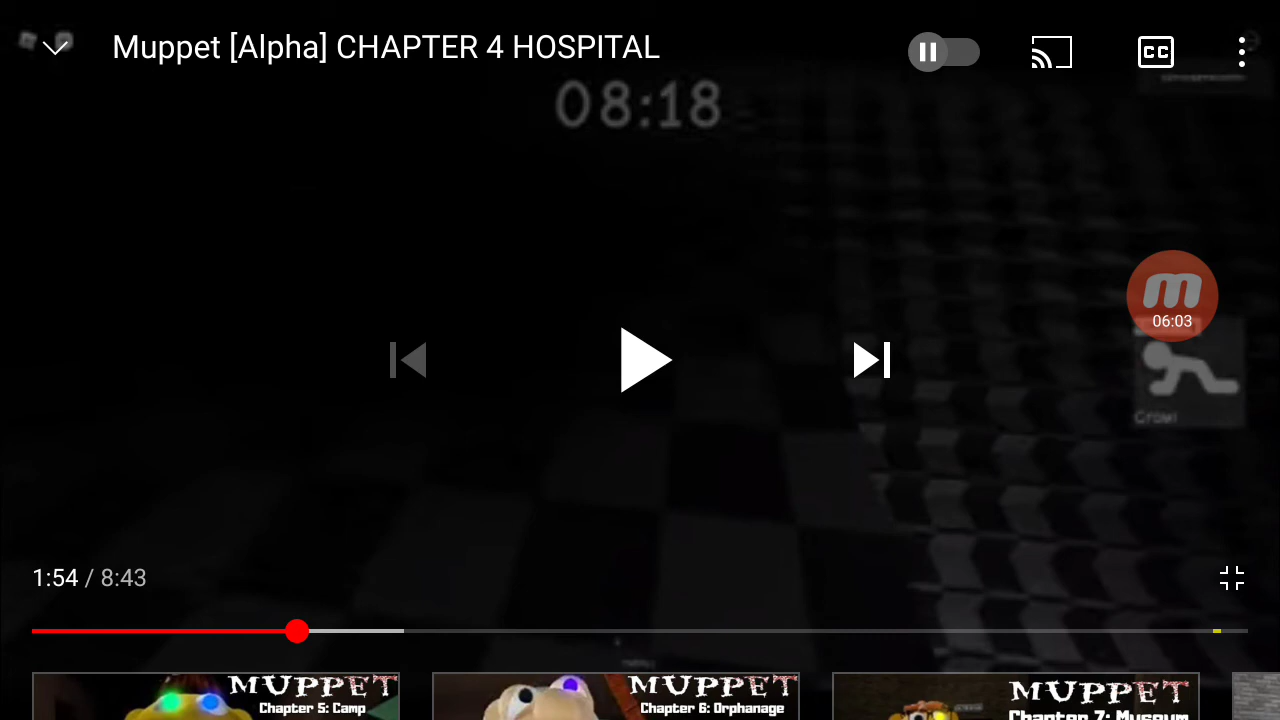 Muppet [Alpha] CHAPTER 4 HOSPITAL
CC
08:18
m
06:03
Crawl
1:54 / 8:43
MUPPET
Chapter 5: Camp
MUPPET
Chapter 6: Orphanage
MUPPET
Chapter 7: Museum